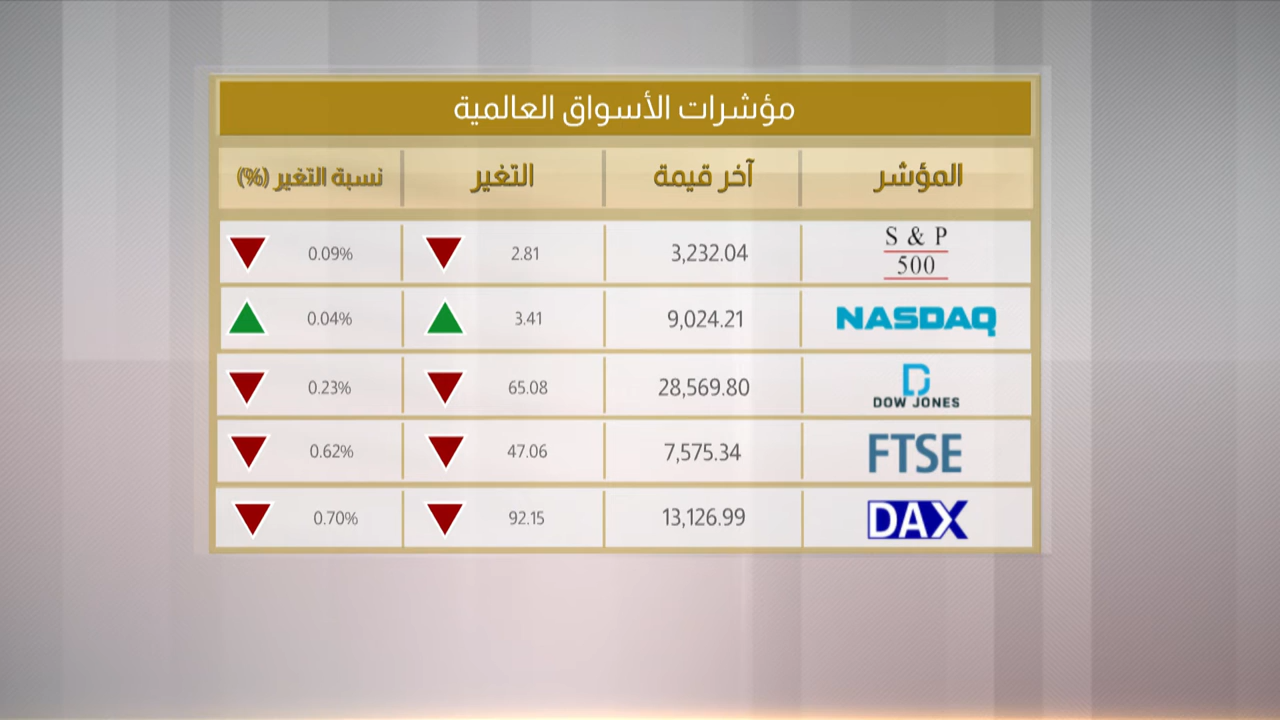 مؤشرات الأسواق العالمية
المؤشر آخر قيمة التغير نسبة التغير (%)
S & P
500
3,232.04 2.81 0.09%
NASDAQ 9,024.21 3.41 0.04%
DOW JONES 28,569.80 65.08 0.23%
FTSE 7,575.34 47.06 0.62%
DAX 13,126.99 92.15 0.70%